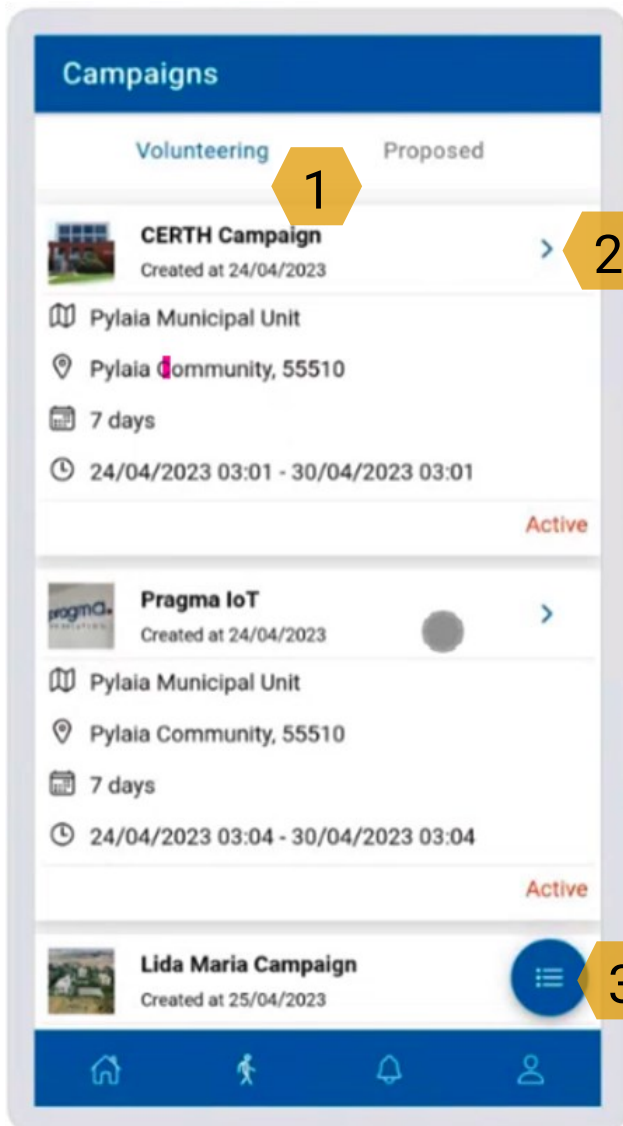 Campaigns
Volunteering Proposed
1
CERTH Campaign
Created at 24/04/2023
2
Pylaia Municipal Unit
Pylaia Community, 55510
7 days
24/04/2023 03:01 - 30/04/2023 03:01
Active
pragma.
Pragma IoT
Created at 24/04/2023
Pylaia Municipal Unit
Pylaia Community, 55510
7 days
24/04/2023 03:04 - 30/04/2023 03:04
Active
Lida Maria Campaign
Created at 25/04/2023
3